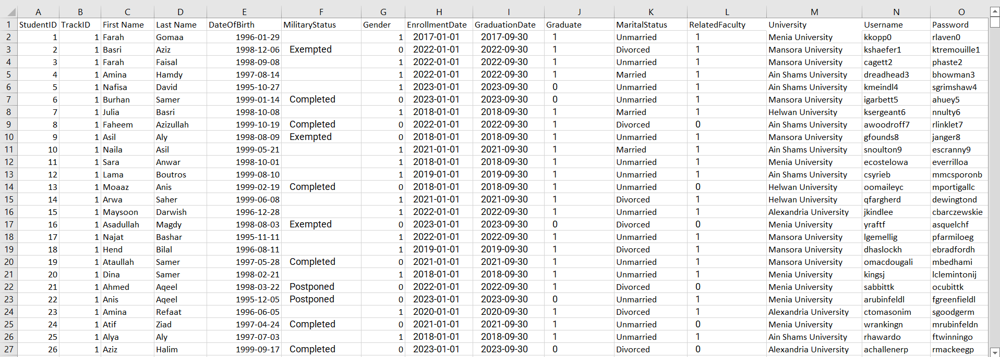 A B C D E F G H I J K L M N O
1 StudentID TrackID First Name Last Name DateOfBirth MilitaryStatus Gender EnrollmentDate GraduationDate Graduate MaritalStatus RelatedFaculty University Username Password
2 1 1 Farah Gomaa 1996-01-29 1 2017-01-01 2017-09-30 1 Unmarried 1 Menia University kkopp0 rlaven0
3 2 1 Basri Aziz 1998-12-06 Exempted 0 2022-01-01 2022-09-30 1 Divorced 1 Mansora University kshaefer1 ktremouille1
4 3 1 Farah Faisal 1998-09-08 1 2022-01-01 2022-09-30 1 Unmarried 1 Mansora University cagett2 phaste2
5 4 1 Amina Hamdy 1997-08-14 1 2022-01-01 2022-09-30 1 Married 1 Ain Shams University dreadhead3 bhowman3
6 5 1 Nafisa David 1995-10-27 1 2023-01-01 2023-09-30 0 Unmarried 1 Ain Shams University kmeindl4 sgrimshaw4
7 6 1 Burhan Samer 1999-01-14 Completed 0 2023-01-01 2023-09-30 0 Unmarried 1 Mansora University igarbett5 ahuey5
8 7 1 Julia Basri 1998-10-08 1 2018-01-01 2018-09-30 1 Married 1 Helwan University ksergeant6 nnulty6
9 8 1 Faheem Azizullah 1999-10-19 Completed 0 2022-01-01 2022-09-30 1 Divorced 0 Ain Shams University awoodroff7 rlinklet7
10 9 1 Asil Aly 1998-08-09 Exempted 0 2018-01-01 2018-09-30 1 Unmarried 1 Mansora University gfounds8 janger8
11 10 1 Naila Asil 1999-05-21 1 2021-01-01 2021-09-30 1 Married 1 Ain Shams University snoulton9 escranny9
12 11 1 Sara Anwar 1998-10-01 1 2018-01-01 2018-09-30 1 Unmarried 1 Menia University ecostelowa everrilloa
13 12 1 Lama Boutros 1999-08-10 1 2019-01-01 2019-09-30 1 Unmarried 1 Ain Shams University csyrieb mmcsporonb
14 13 1 Moaaz Anis 1999-02-19 Completed 0 2018-01-01 2018-09-30 1 Unmarried 0 Helwan University oomaileyc mportigallc
15 14 1 Arwa Saher 1999-06-08 1 2021-01-01 2021-09-30 1 Divorced 1 Helwan University qfargherd dewingtond
16 15 1 Maysoon Darwish 1996-12-28 1 2022-01-01 2022-09-30 1 Unmarried 1 Alexandria University jkindlee cbarczewskie
17 16 1 Asadullah Magdy 1998-08-03 Exempted 0 2023-01-01 2023-09-30 0 Divorced 0 Menia University yraftf asquelchf
18 17 1 Najat Bashar 1995-11-11 1 2022-01-01 2022-09-30 1 Unmarried 1 Mansora University lgemellig pfarmiloeg
19 18 1 Hend Bilal 1996-08-11 1 2019-01-01 2019-09-30 1 Divorced 1 Mansora University dhaslockh ebradfordh
20 19 1 Ataullah Samer 1997-05-28 Completed 0 2021-01-01 2021-09-30 1 Unmarried 1 Mansora University omacdougali mbedhami
21 20 1 Dina Samer 1998-02-21 1 2018-01-01 2018-09-30 1 Unmarried 1 Menia University kingsj lclemintonij
22 21 1 Ahmed Aqeel 1998-03-22 Postponed 0 2022-01-01 2022-09-30 1 Divorced 0 Menia University sabbittk ocubittk
23 22 1 Anis Aqeel 1995-12-05 Postponed 0 2023-01-01 2023-09-30 0 Unmarried 1 Menia University arubinfeldl fgreenfieldl
24 23 1 Amina Refaat 1996-06-05 1 2020-01-01 2020-09-30 1 Divorced 1 Alexandria University ctomasonim sgoodgerm
25 24 1 Atif Ziad 1997-04-24 Completed 0 2021-01-01 2021-09-30 1 Unmarried 0 Menia University wrankingn mrubinfeldn
26 25 1 Alya Aly 1997-07-03 1 2018-01-01 2018-09-30 1 Unmarried 1 Ain Shams University rhawardo ftwinningo
27 26 1 Aziz Halim 1999-09-17 Completed 0 2023-01-01 2023-09-30 0 Divorced 0 Alexandria University achallenerp rmackeegp